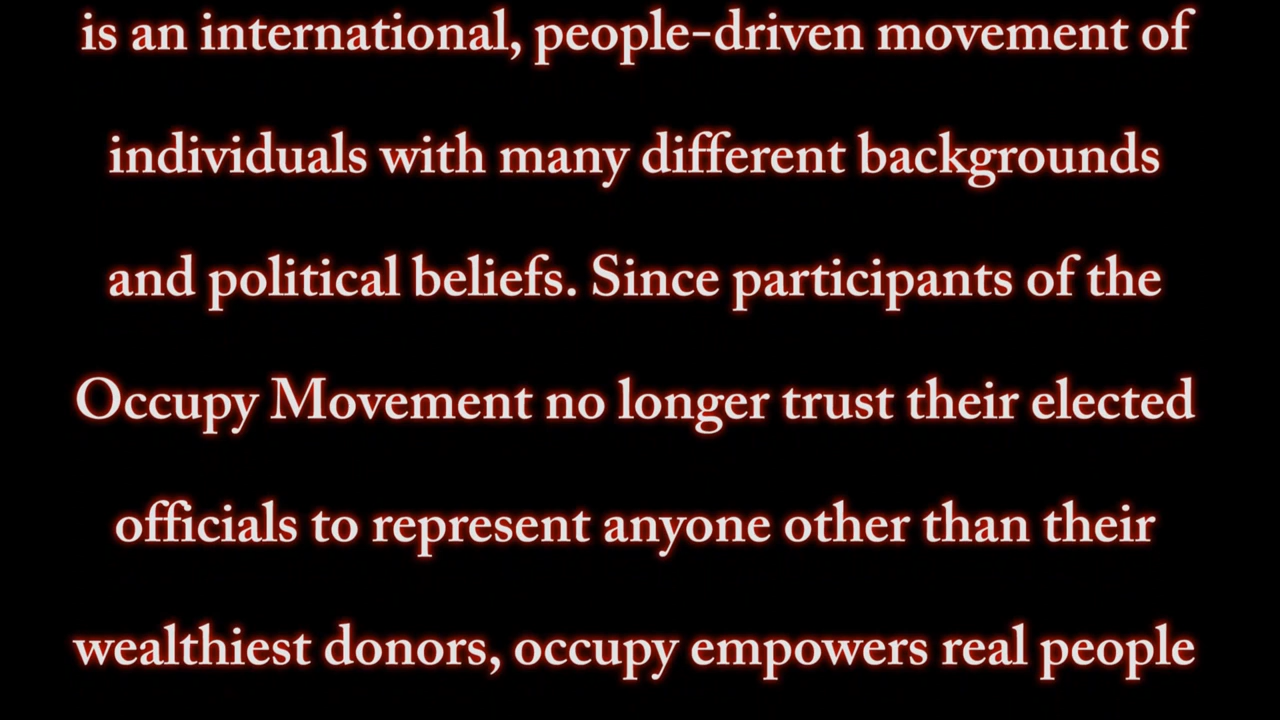 is an international, people-driven movement of
individuals with many different backgrounds
and political beliefs. Since participants of the
Occupy Movement no longer trust their elected
officials to represent anyone other than their
wealthiest donors, occupy empowers real people